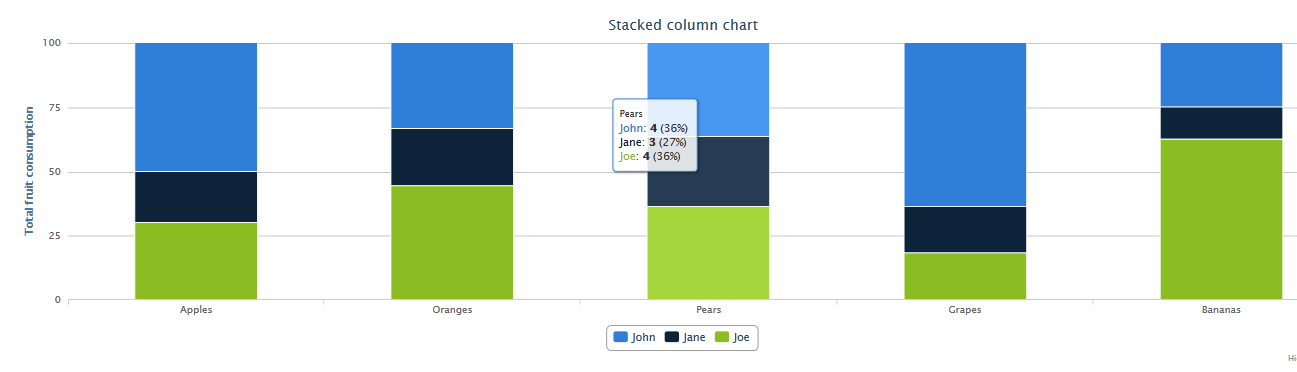 Stacked column chart
100
75
50
25
0
Total fruit consumption
Pears
John: 4 (36%)
Jane: 3 (27%)
Joe: 4 (36%)
Apples Oranges Pears Grapes Bananas
John Jane Joe
Hi